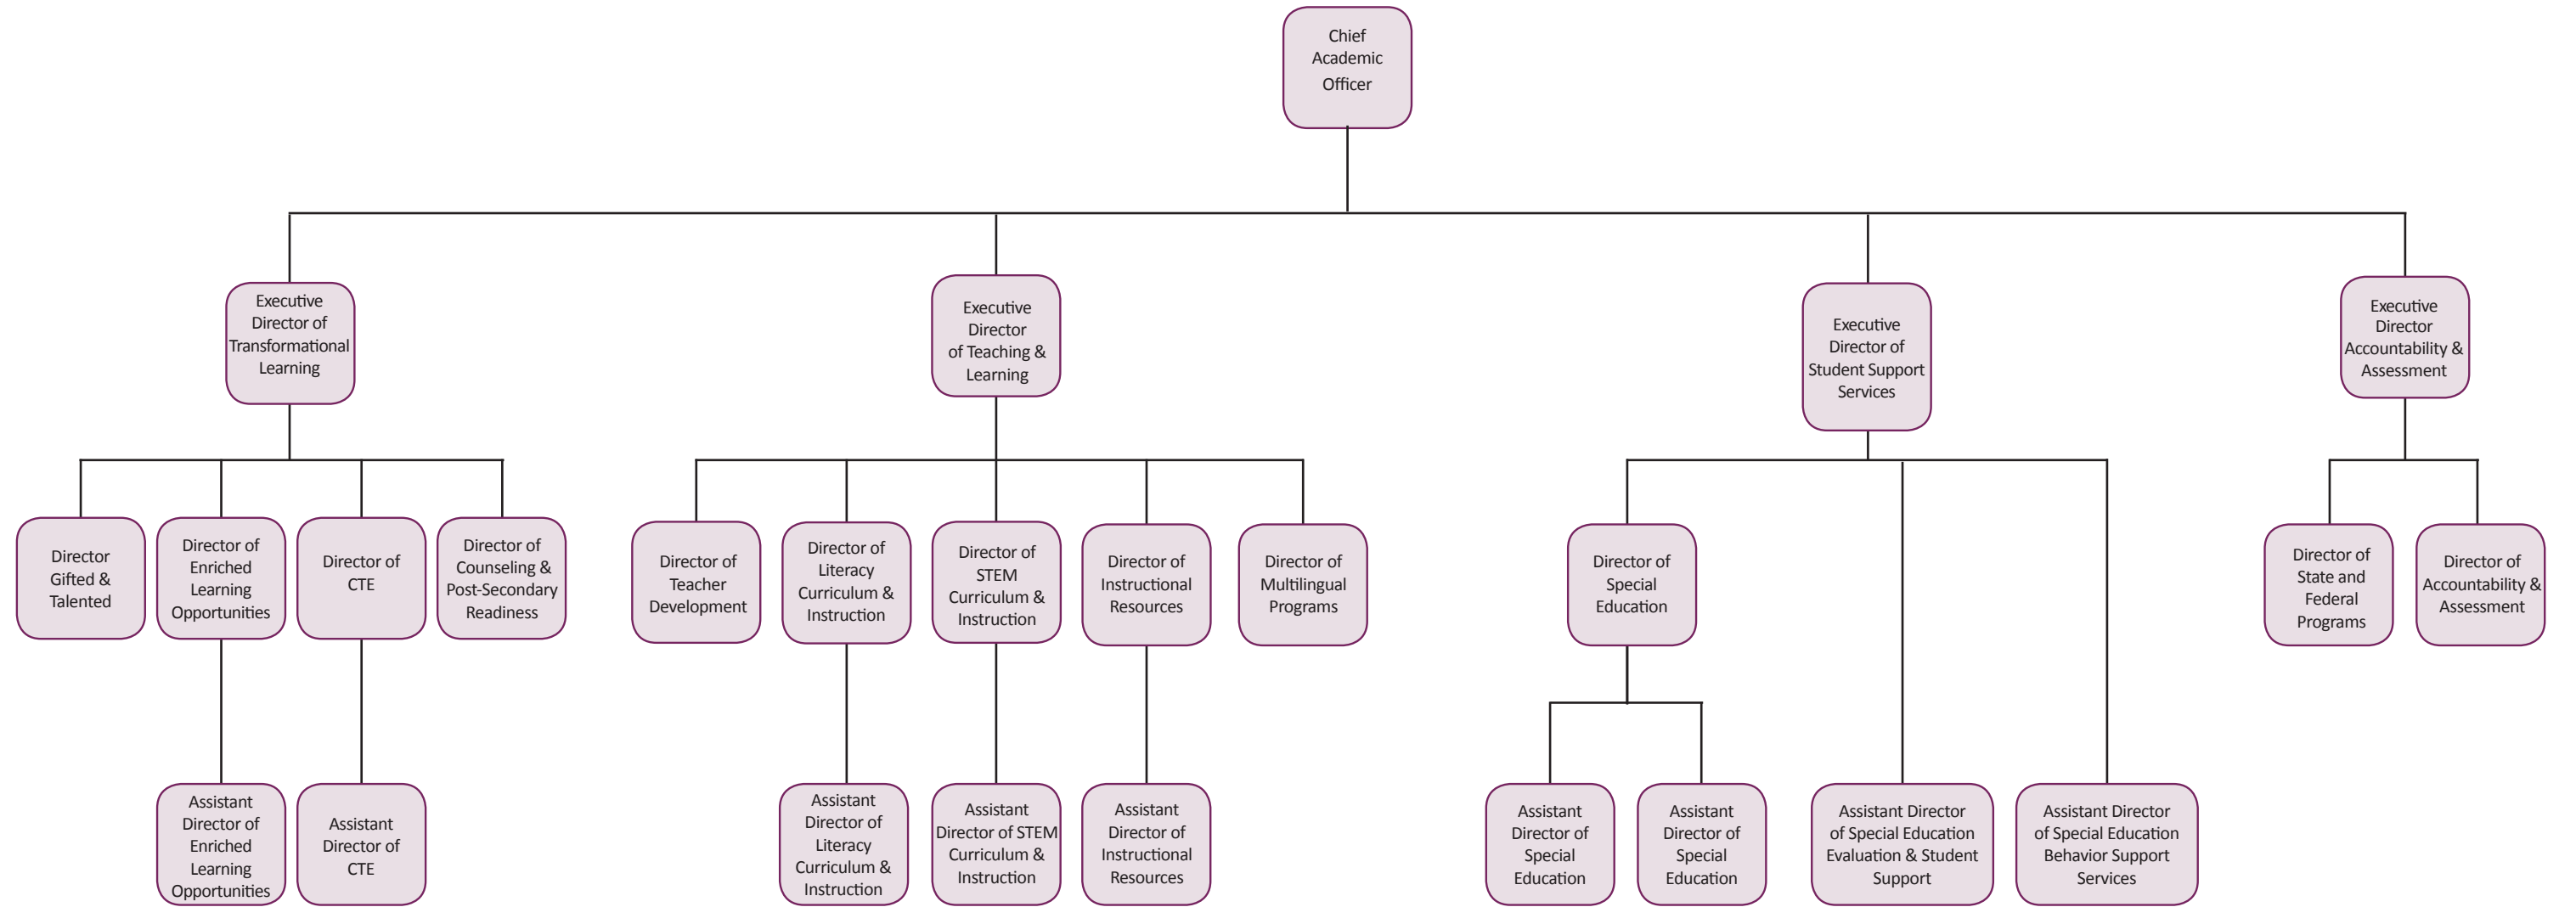 Chief
Academic
Officer
Executive
Director of
Transformational
Learning
Executive
Director
of Teaching &
Learning
Executive
Director of
Student Support
Services
Executive
Director
Accountability &
Assessment
Director
Gifted &
Talented
Director of
Enriched
Learning
Opportunities
Director of
CTE
Director of
Counseling &
Post-Secondary
Readiness
Director of
Teacher
Development
Director of
Literacy
Curriculum &
Instruction
Director of
STEM
Curriculum &
Instruction
Director of
Instructional
Resources
Director of
Multilingual
Programs
Director of
Special
Education
Director of
State and
Federal
Programs
Director of
Accountability &
Assessment
Assistant
Director of
Enriched
Learning
Opportunities
Assistant
Director of
CTE
Assistant
Director of
Literacy
Curriculum &
Instruction
Assistant
Director of STEM
Curriculum &
Instruction
Assistant
Director of
Instructional
Resources
Assistant
Director of
Special
Education
Assistant
Director of
Special
Education
Assistant Director
of Special Education
Evaluation & Student
Support
Assistant Director
of Special Education
Behavior Support
Services